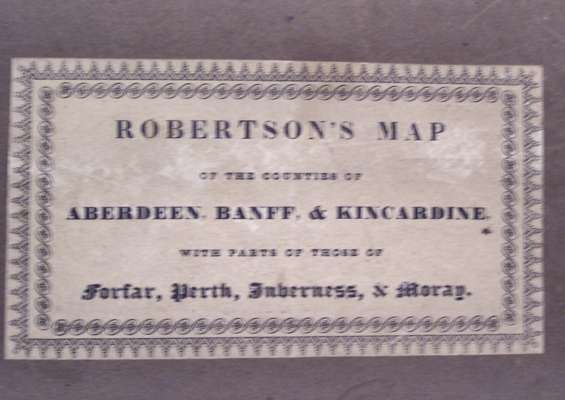 ROBERTSON'S MAP
OF THE COUNTIES OF
ABERDEEN, BANFF, & KINCARDINE,
WITH PARTS OF THOSE OF
Forfar, Perth, Inverness, & Moray.